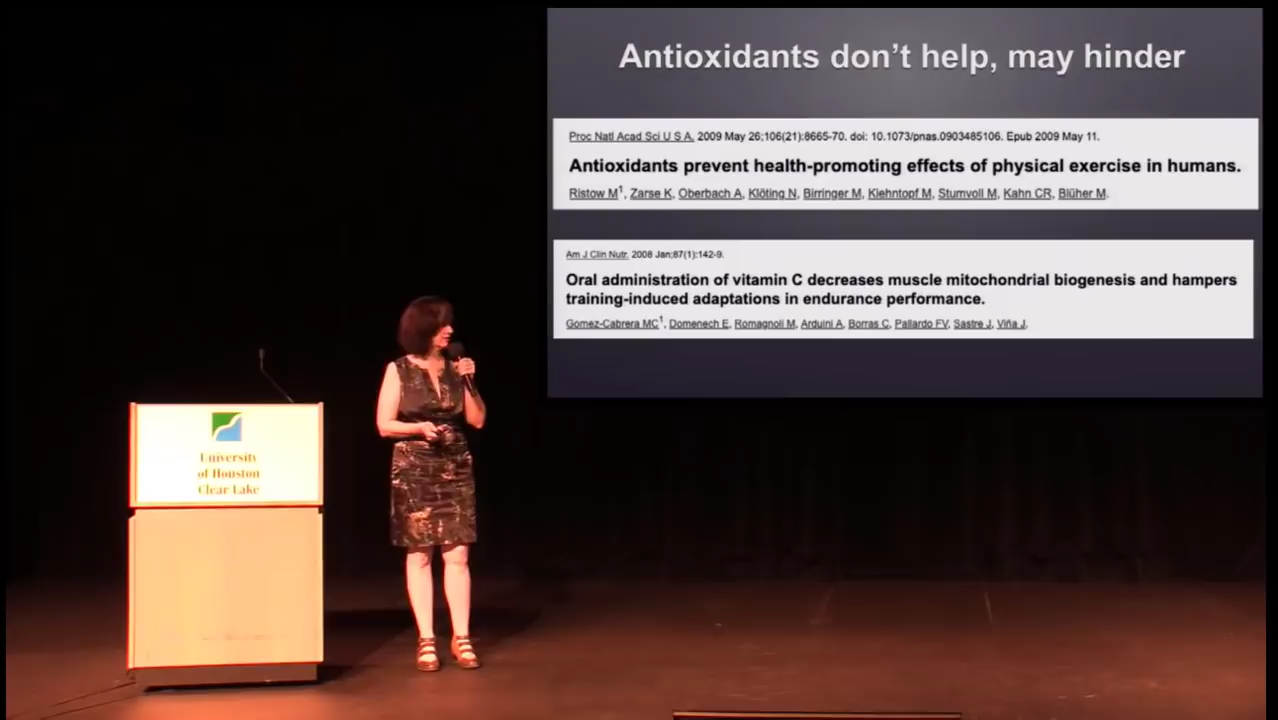 Antioxidants don't help, may hinder
Proc Natl Acad Sci U S A. 2009 May 26;106(21):8665-70. doi: 10.1073/pnas.0903485106. Epub 2009 May 11.
Antioxidants prevent health-promoting effects of physical exercise in humans.
Ristow M1, Zarse K, Oberbach A, Klöting N, Birringer M, Kiehntopf M, Stumvoll M, Kahn CR, Blüher M.
Am J Clin Nutr. 2008 Jan;87(1):142-9.
Oral administration of vitamin C decreases muscle mitochondrial biogenesis and hampers
training-induced adaptations in endurance performance.
Gomez-Cabrera MC1, Domenech E, Romagnoli M, Arduini A, Borras C, Pallardo FV, Sastre J, Viña J.
University
of Houston
Clear Lake